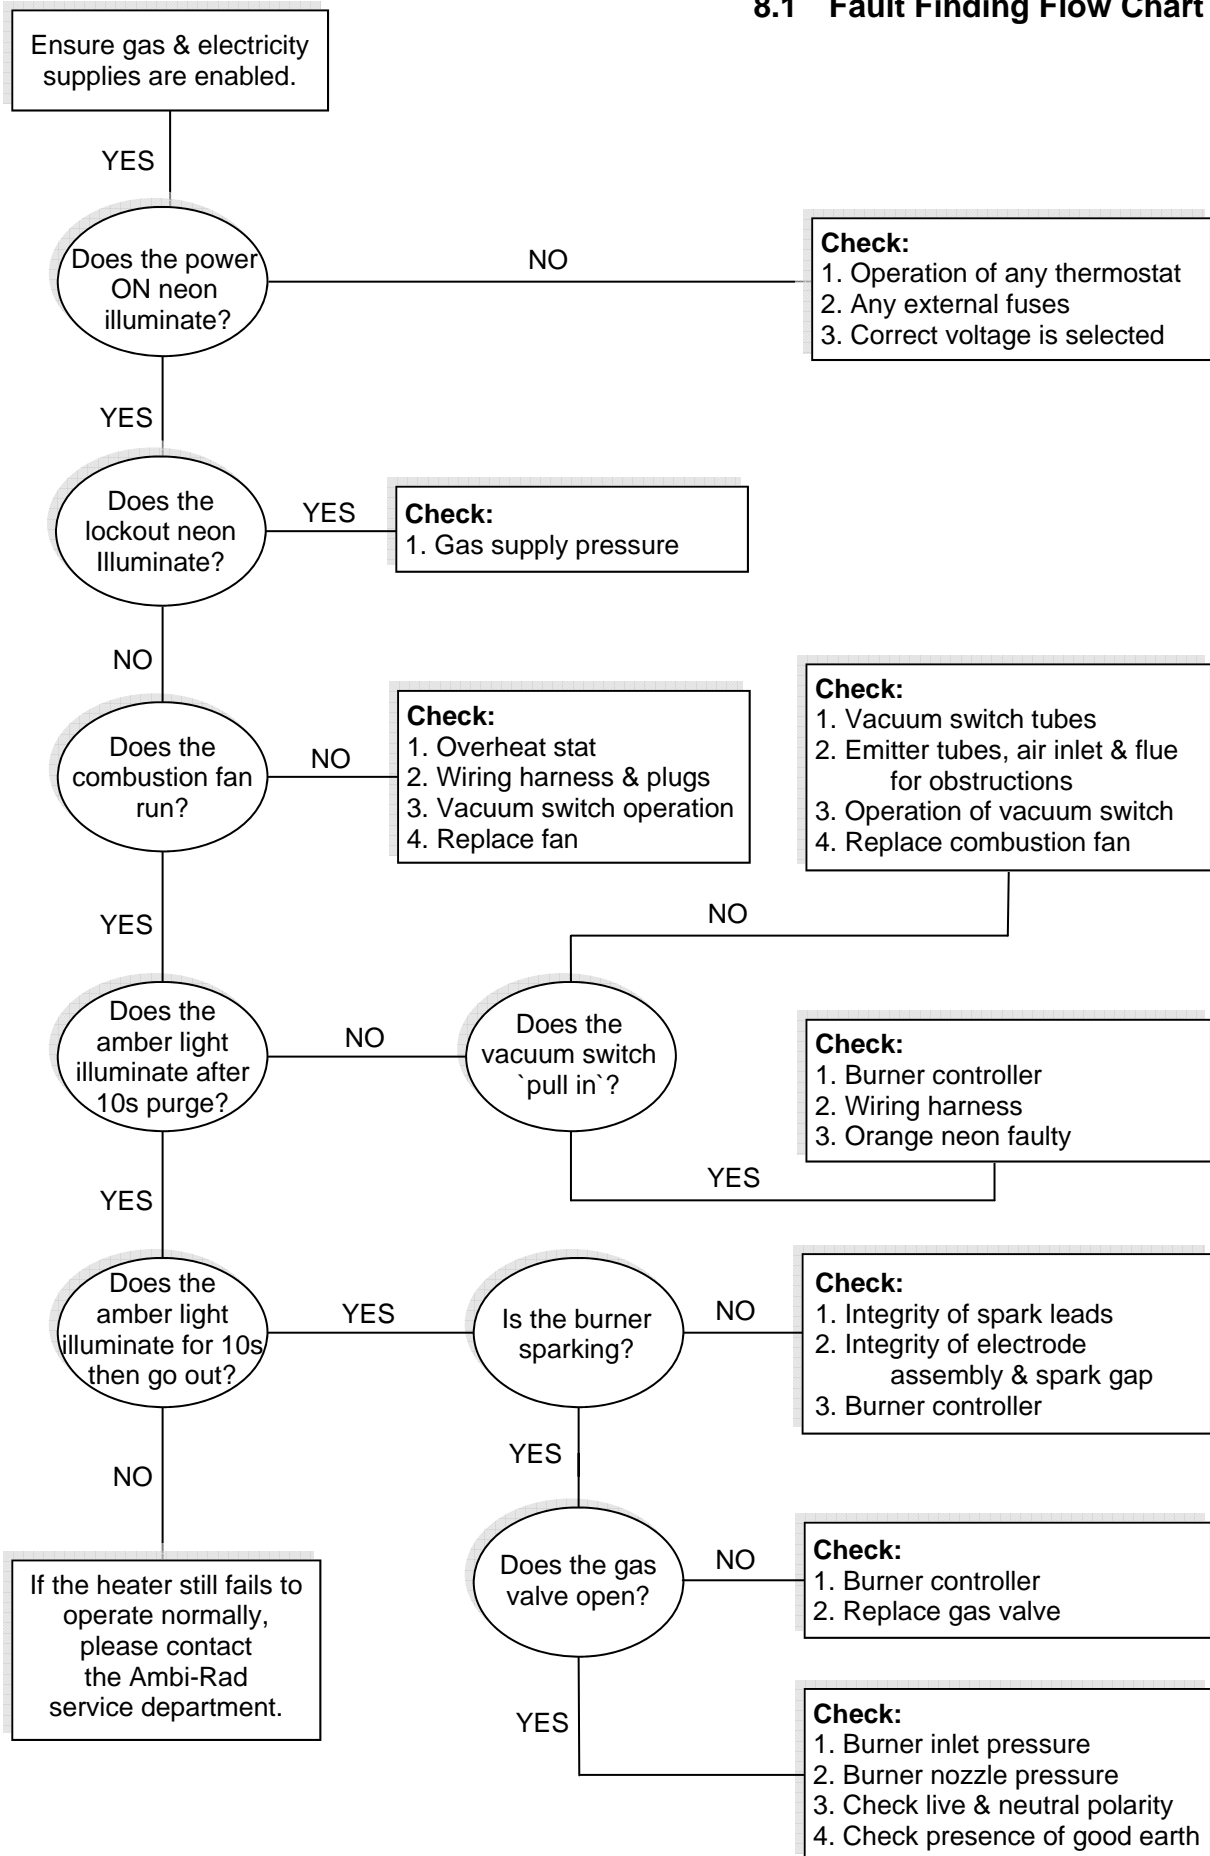 8.1 Fault Finding Flow Chart
Ensure gas & electricity
supplies are enabled.
YES
Does the power
ON neon
illuminate?
NO
Check:
1. Operation of any thermostat
2. Any external fuses
3. Correct voltage is selected
YES
Does the
lockout neon
Illuminate?
YES
Check:
1. Gas supply pressure
NO
Does the
combustion fan
run?
NO
Check:
1. Overheat stat
2. Wiring harness & plugs
3. Vacuum switch operation
4. Replace fan
Check:
1. Vacuum switch tubes
2. Emitter tubes, air inlet & flue
for obstructions
3. Operation of vacuum switch
4. Replace combustion fan
YES
NO
Does the
amber light
illuminate after
10s purge?
NO
Does the
vacuum switch
`pull in`?
Check:
1. Burner controller
2. Wiring harness
3. Orange neon faulty
YES
YES
Does the
amber light
illuminate for 10s
then go out?
YES
Is the burner
sparking?
NO
Check:
1. Integrity of spark leads
2. Integrity of electrode
assembly & spark gap
3. Burner controller
YES
NO
If the heater still fails to
operate normally,
please contact
the Ambi-Rad
service department.
Does the gas
valve open?
NO
Check:
1. Burner controller
2. Replace gas valve
YES
Check:
1. Burner inlet pressure
2. Burner nozzle pressure
3. Check live & neutral polarity
4. Check presence of good earth